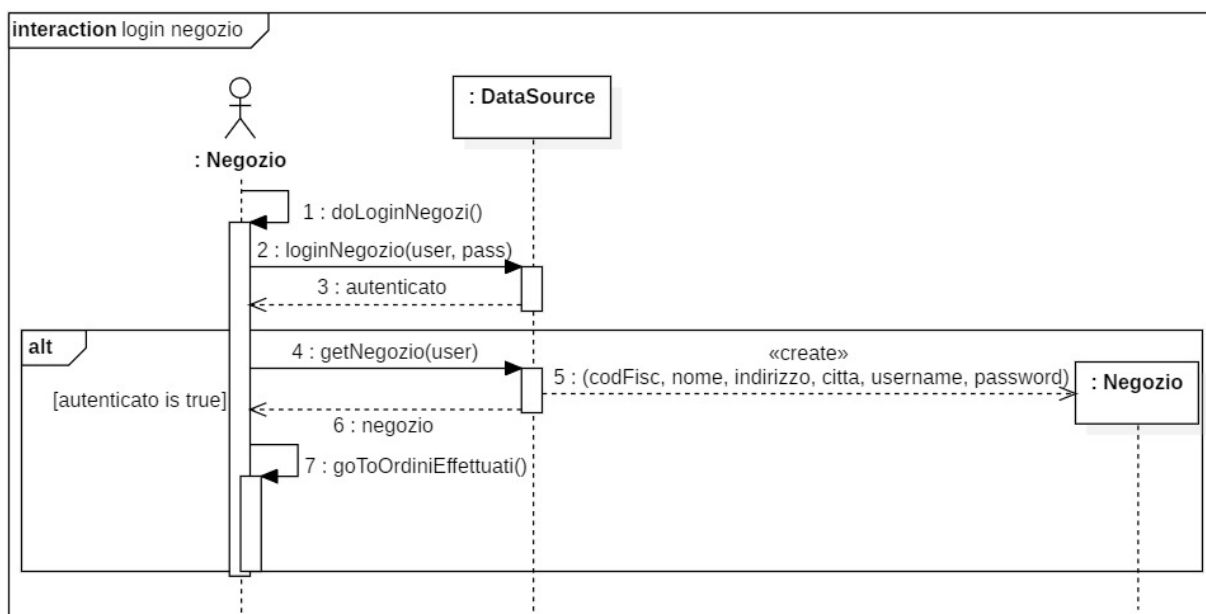 interaction login negozio
: DataSource
: Negozio
1 : doLoginNegozi()
2 : loginNegozio(user, pass)
3 : autenticato
alt
4 : getNegozio(user)
«create»
5 : (codFisc, nome, indirizzo, citta, username, password)
: Negozio
[autenticato is true]
6 : negozio
7 : goToOrdiniEffettuati()